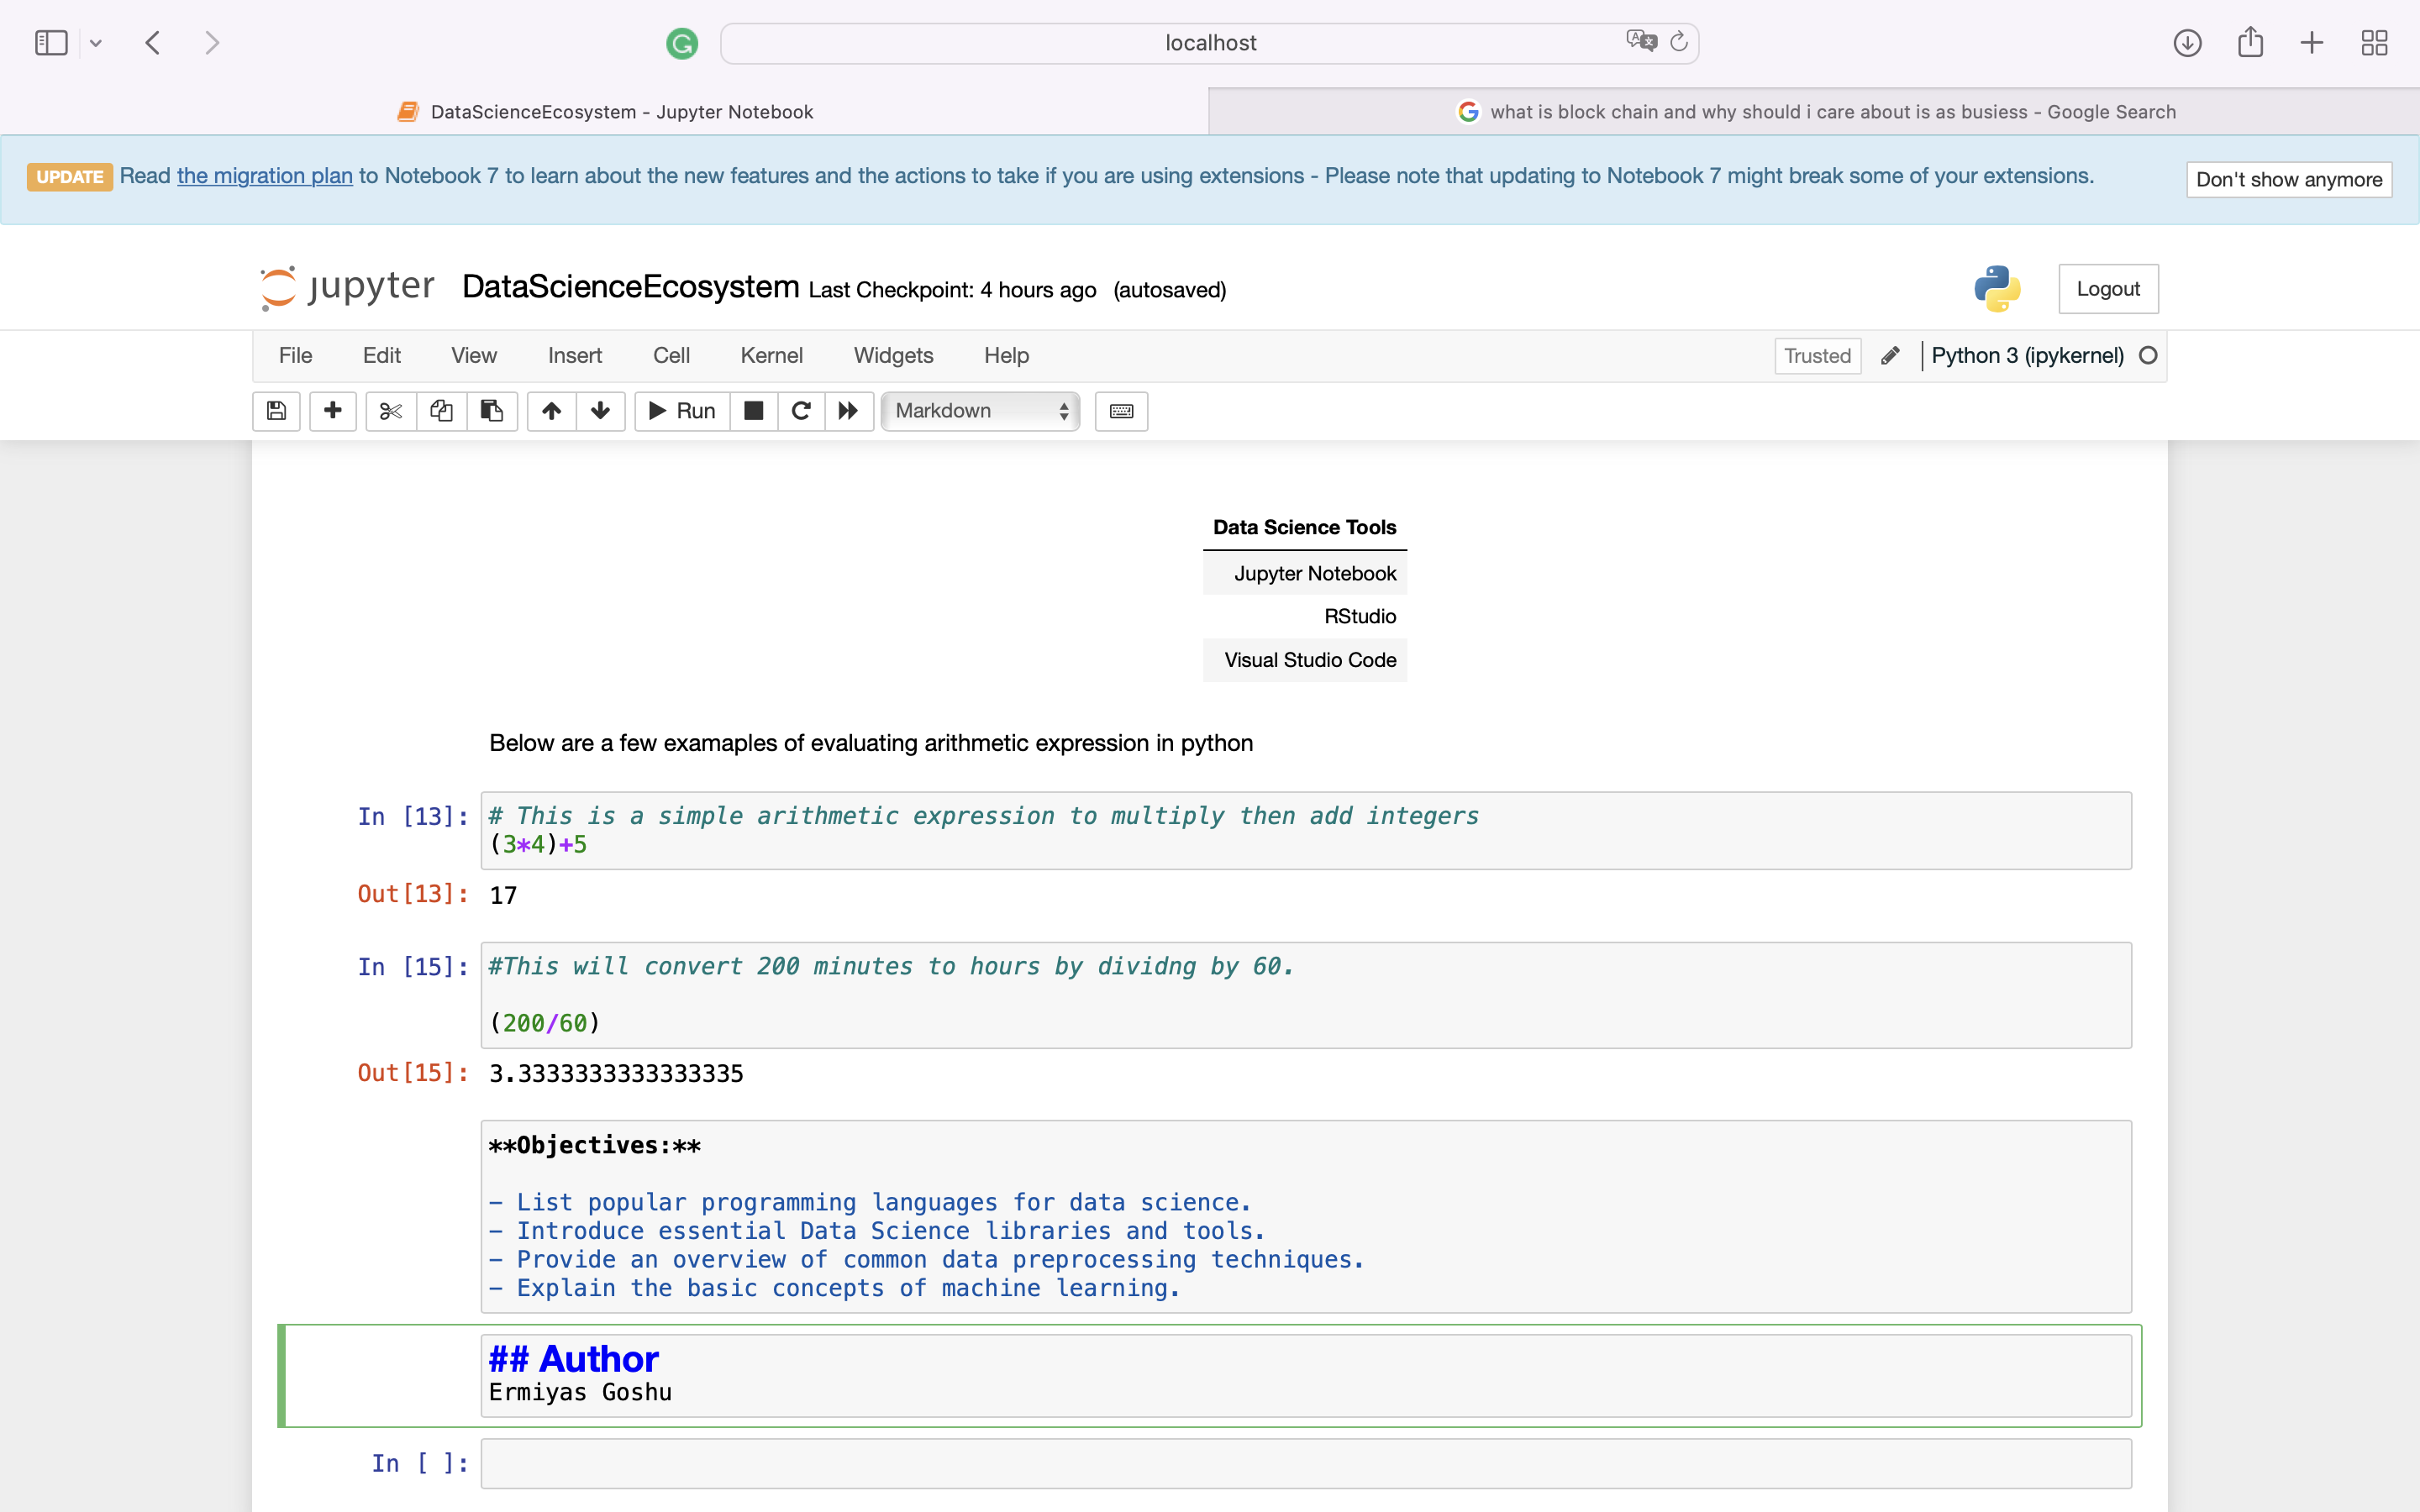 localhost
DataScienceEcosystem - Jupyter Notebook
what is block chain and why should i care about is as busiess - Google Search
UPDATE Read the migration plan to Notebook 7 to learn about the new features and the actions to take if you are using extensions - Please note that updating to Notebook 7 might break some of your extensions.
Don't show anymore
jupyter DataScienceEcosystem Last Checkpoint: 4 hours ago (autosaved)
Logout
File Edit View Insert Cell Kernel Widgets Help
Trusted Python 3 (ipykernel)
Run Markdown
Data Science Tools
Jupyter Notebook
RStudio
Visual Studio Code
Below are a few examaples of evaluating arithmetic expression in python
In [13]: # This is a simple arithmetic expression to multiply then add integers
(3*4)+5
Out[13]: 17
In [15]: #This will convert 200 minutes to hours by dividng by 60.
(200/60)
Out[15]: 3.3333333333333335
**Objectives:**
- List popular programming languages for data science.
- Introduce essential Data Science libraries and tools.
- Provide an overview of common data preprocessing techniques.
- Explain the basic concepts of machine learning.
## Author
Ermiyas Goshu
In [ ]: